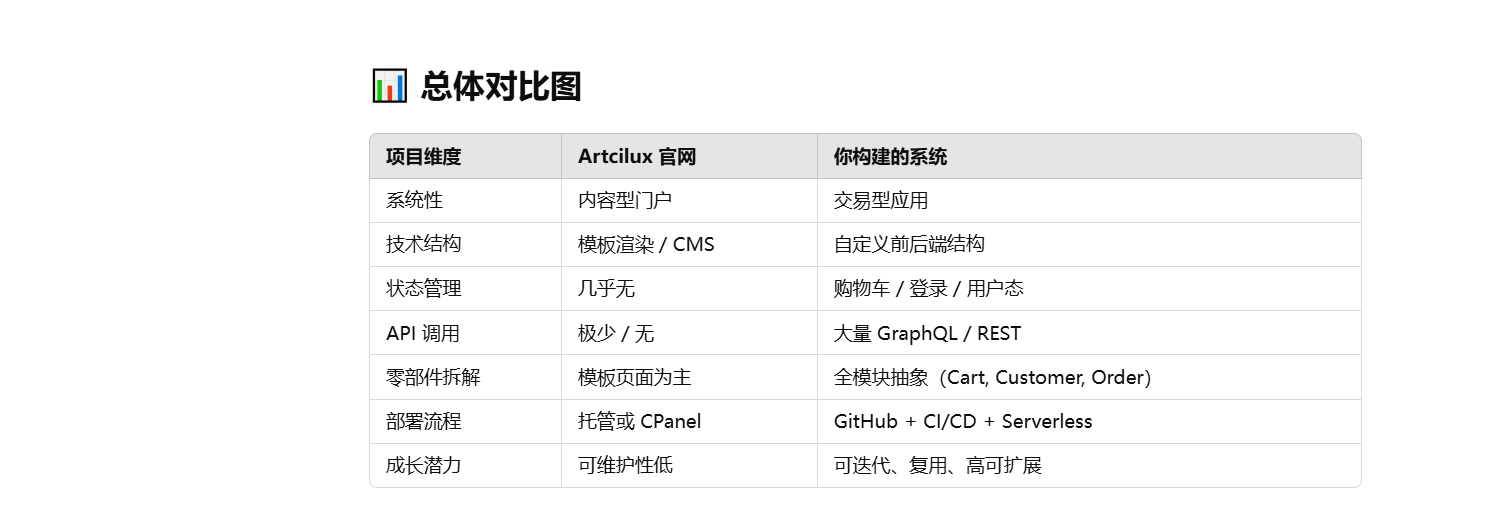 📊 总体对比图
项目维度 Artcilux 官网 你构建的系统
系统性 内容型门户 交易型应用
技术结构 模板渲染 / CMS 自定义前后端结构
状态管理 几乎无 购物车 / 登录 / 用户态
API 调用 极少 / 无 大量 GraphQL / REST
零部件拆解 模板页面为主 全模块抽象（Cart, Customer, Order）
部署流程 托管或 CPanel GitHub + CI/CD + Serverless
成长潜力 可维护性低 可迭代、复用、高可扩展